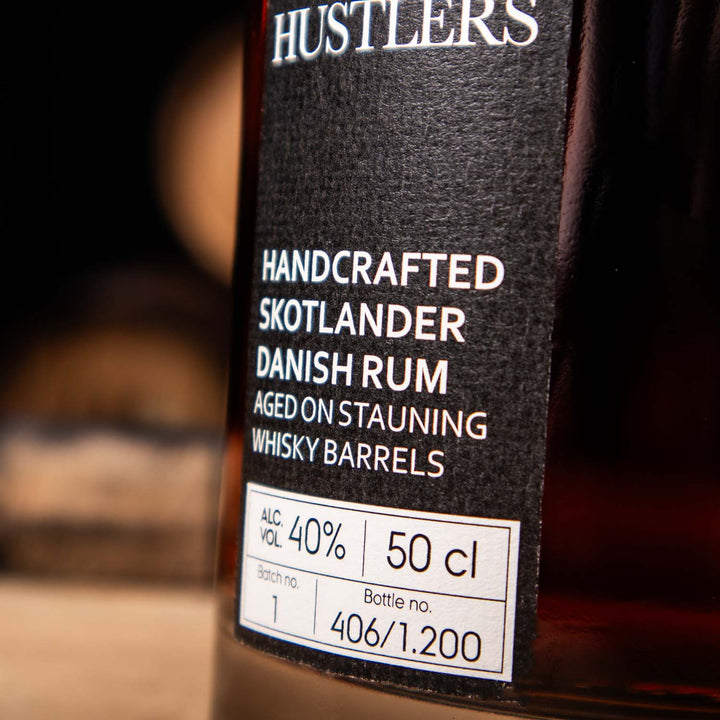 HUSTLERS
HANDCRAFTED
SKOTLANDER
DANISH RUM
AGED ON STAUNING
WHISKY BARRELS
ALC. VOL. 40% 50 cl
Batch no. 1
Bottle no. 406/1.200